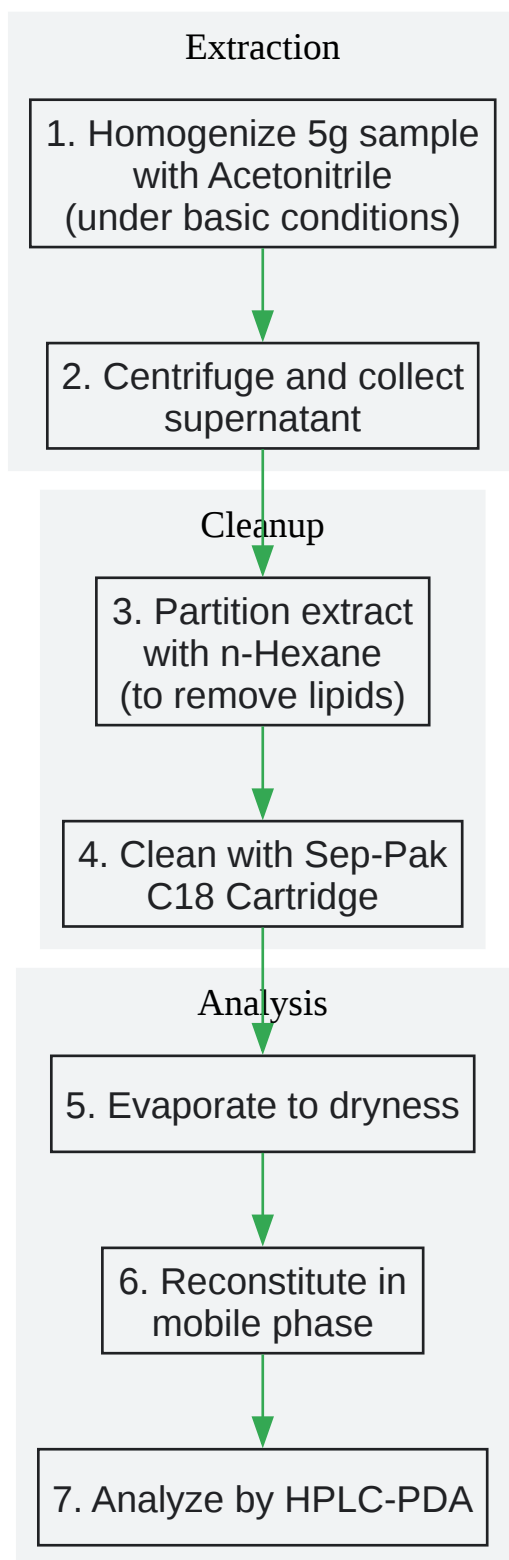 Extraction
1. Homogenize 5g sample
with Acetonitrile
(under basic conditions)
2. Centrifuge and collect
supernatant
Cleanup
3. Partition extract
with n-Hexane
(to remove lipids)
4. Clean with Sep-Pak
C18 Cartridge
Analysis
5. Evaporate to dryness
6. Reconstitute in
mobile phase
7. Analyze by HPLC-PDA